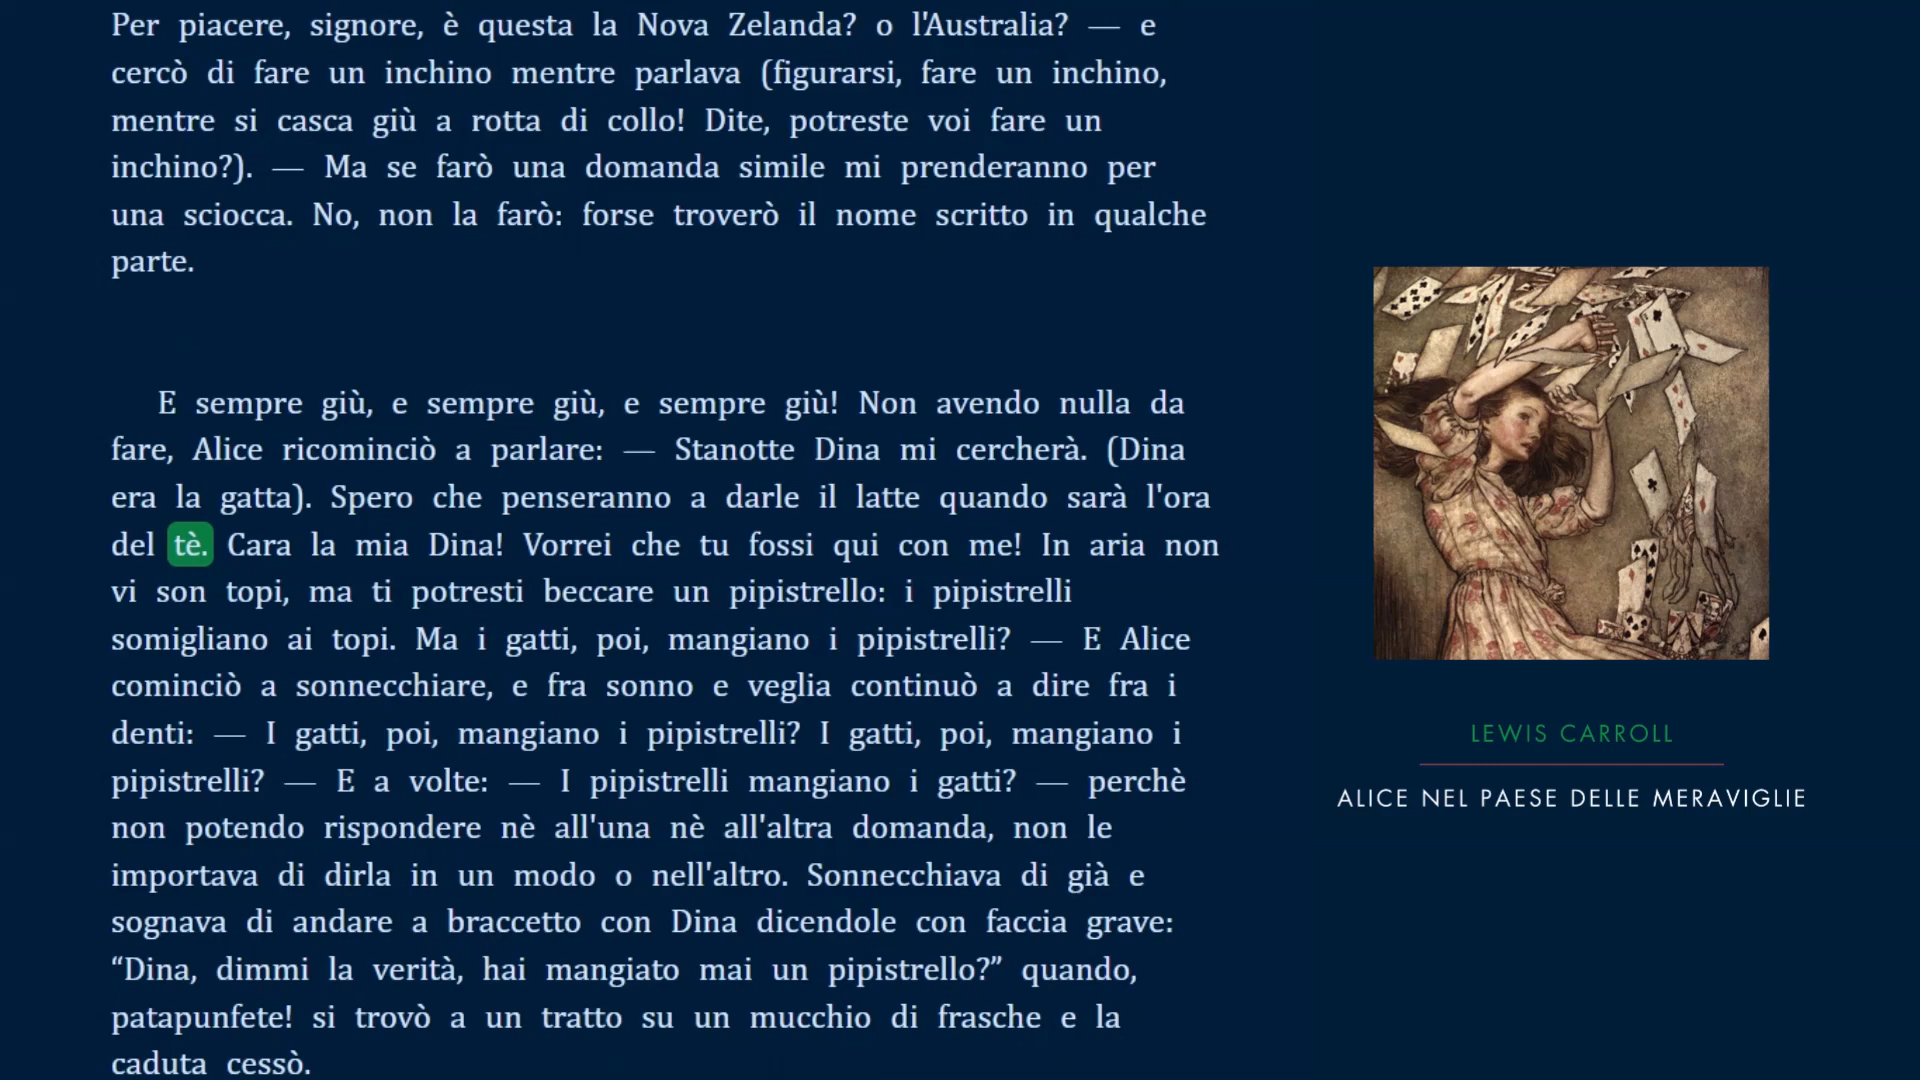 Per piacere, signore, è questa la Nova Zelanda? o l'Australia? — e
cercò di fare un inchino mentre parlava (figurarsi, fare un inchino,
mentre si casca giù a rotta di collo! Dite, potreste voi fare un
inchino?). — Ma se farò una domanda simile mi prenderanno per
una sciocca. No, non la farò: forse troverò il nome scritto in qualche
parte.
E sempre giù, e sempre giù, e sempre giù! Non avendo nulla da
fare, Alice ricominciò a parlare: — Stanotte Dina mi cercherà. (Dina
era la gatta). Spero che penseranno a darle il latte quando sarà l'ora
del tè. Cara la mia Dina! Vorrei che tu fossi qui con me! In aria non
vi son topi, ma ti potresti beccare un pipistrello: i pipistrelli
somigliano ai topi. Ma i gatti, poi, mangiano i pipistrelli? — E Alice
cominciò a sonnecchiare, e fra sonno e veglia continuò a dire fra i
denti: — I gatti, poi, mangiano i pipistrelli? I gatti, poi, mangiano i
pipistrelli? — E a volte: — I pipistrelli mangiano i gatti? — perchè
non potendo rispondere nè all'una nè all'altra domanda, non le
importava di dirla in un modo o nell'altro. Sonnecchiava di già e
sognava di andare a braccetto con Dina dicendole con faccia grave:
“Dina, dimmi la verità, hai mangiato mai un pipistrello?” quando,
patapunfete! si trovò a un tratto su un mucchio di frasche e la
caduta cessò.
LEWIS CARROLL
ALICE NEL PAESE DELLE MERAVIGLIE